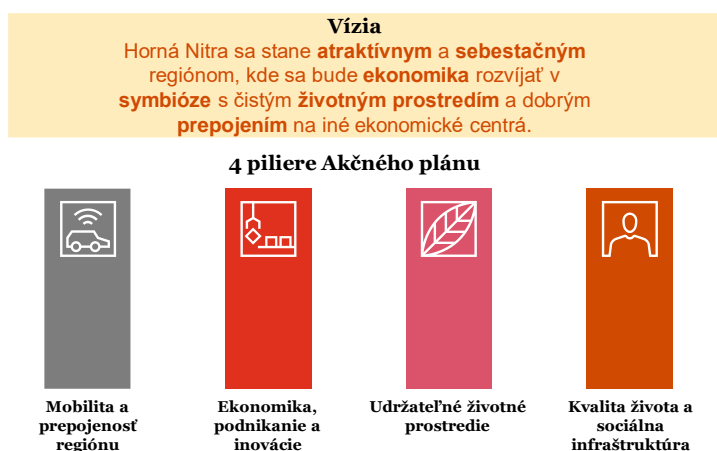 Vízia
Horná Nitra sa stane atraktívnym a sebestačným
regiónom, kde sa bude ekonomika rozvíjať v
symbióze s čistým životným prostredím a dobrým
prepojením na iné ekonomické centrá.
4 piliere Akčného plánu
Mobilita a
prepojenosť
regiónu
Ekonomika,
podnikanie a
inovácie
Udržateľné životné
prostredie
Kvalita života a
sociálna
infraštruktúra